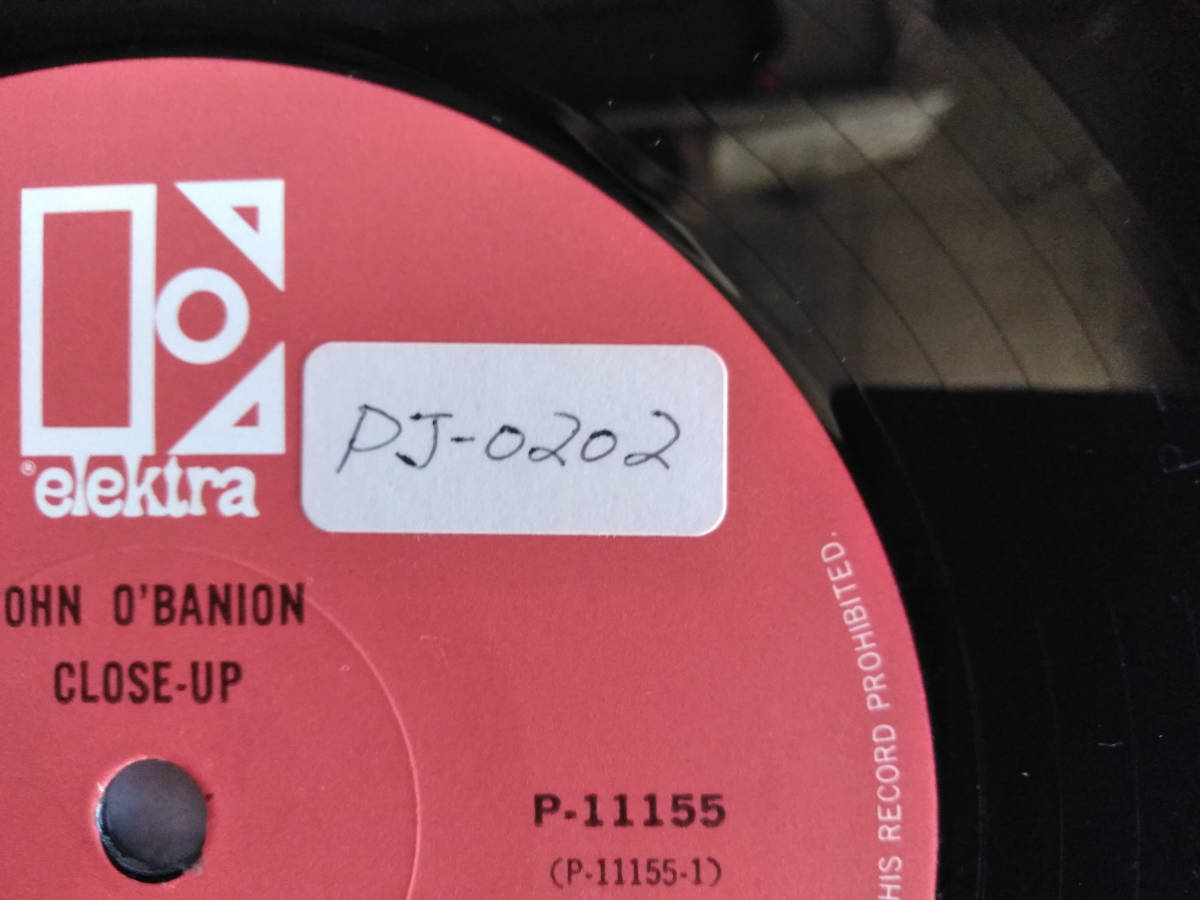 ® elektra
PJ-0202
OHN O'BANION
CLOSE-UP
P-11155
(P-11155-1)
HIS RECORD PROHIBITED.